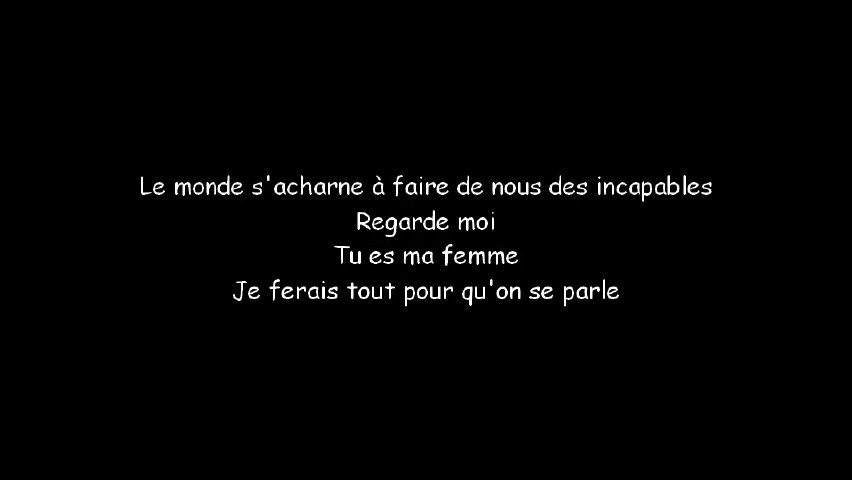 Le monde s'acharne à faire de nous des incapables
Regarde moi
Tu es ma femme
Je ferais tout pour qu'on se parle